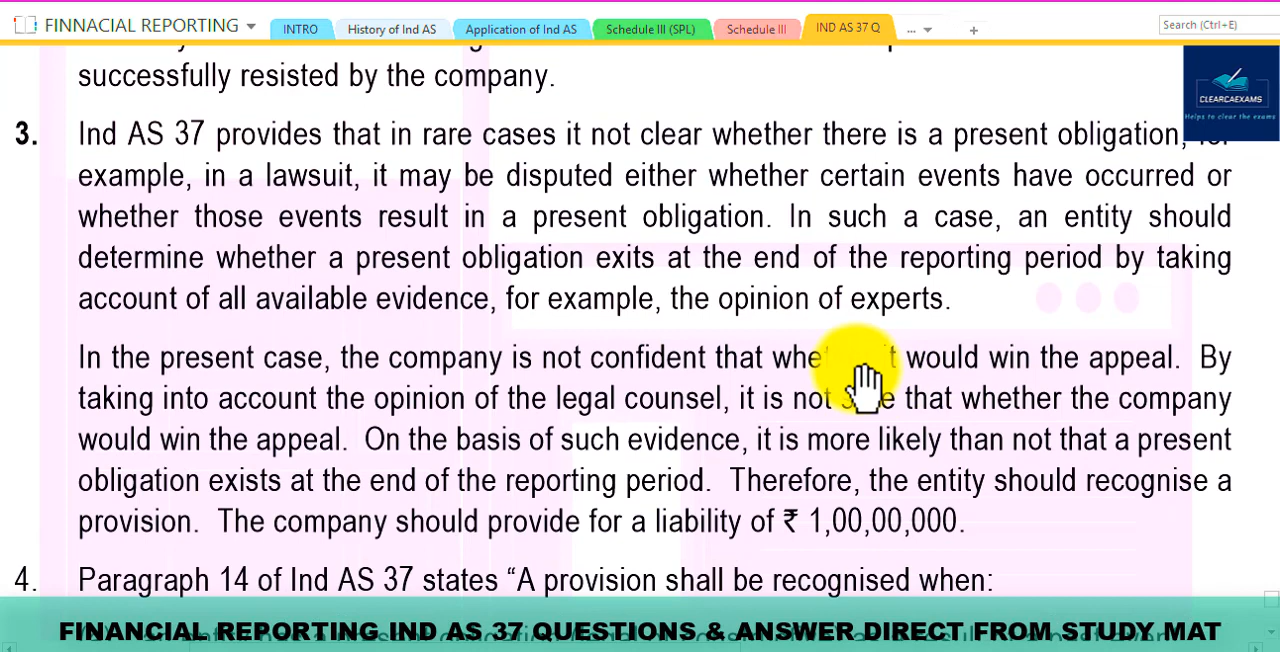 FINNACIAL REPORTING
INTRO
History of Ind AS
Application of Ind AS
Schedule III (SPL)
Schedule III
IND AS 37 Q
...
Search (Ctrl+E)
successfully resisted by the company.
CLEARCAEXAMS
Helps to clear the exams
3. Ind AS 37 provides that in rare cases it not clear whether there is a present obligation,
example, in a lawsuit, it may be disputed either whether certain events have occurred or
whether those events result in a present obligation. In such a case, an entity should
determine whether a present obligation exits at the end of the reporting period by taking
account of all available evidence, for example, the opinion of experts.
In the present case, the company is not confident that would win the appeal. By
taking into account the opinion of the legal counsel, it is not that whether the company
would win the appeal. On the basis of such evidence, it is more likely than not that a present
obligation exists at the end of the reporting period. Therefore, the entity should recognise a
provision. The company should provide for a liability of ₹ 1,00,00,000.
4. Paragraph 14 of Ind AS 37 states “A provision shall be recognised when:
FINANCIAL REPORTING IND AS 37 QUESTIONS & ANSWER DIRECT FROM STUDY MAT